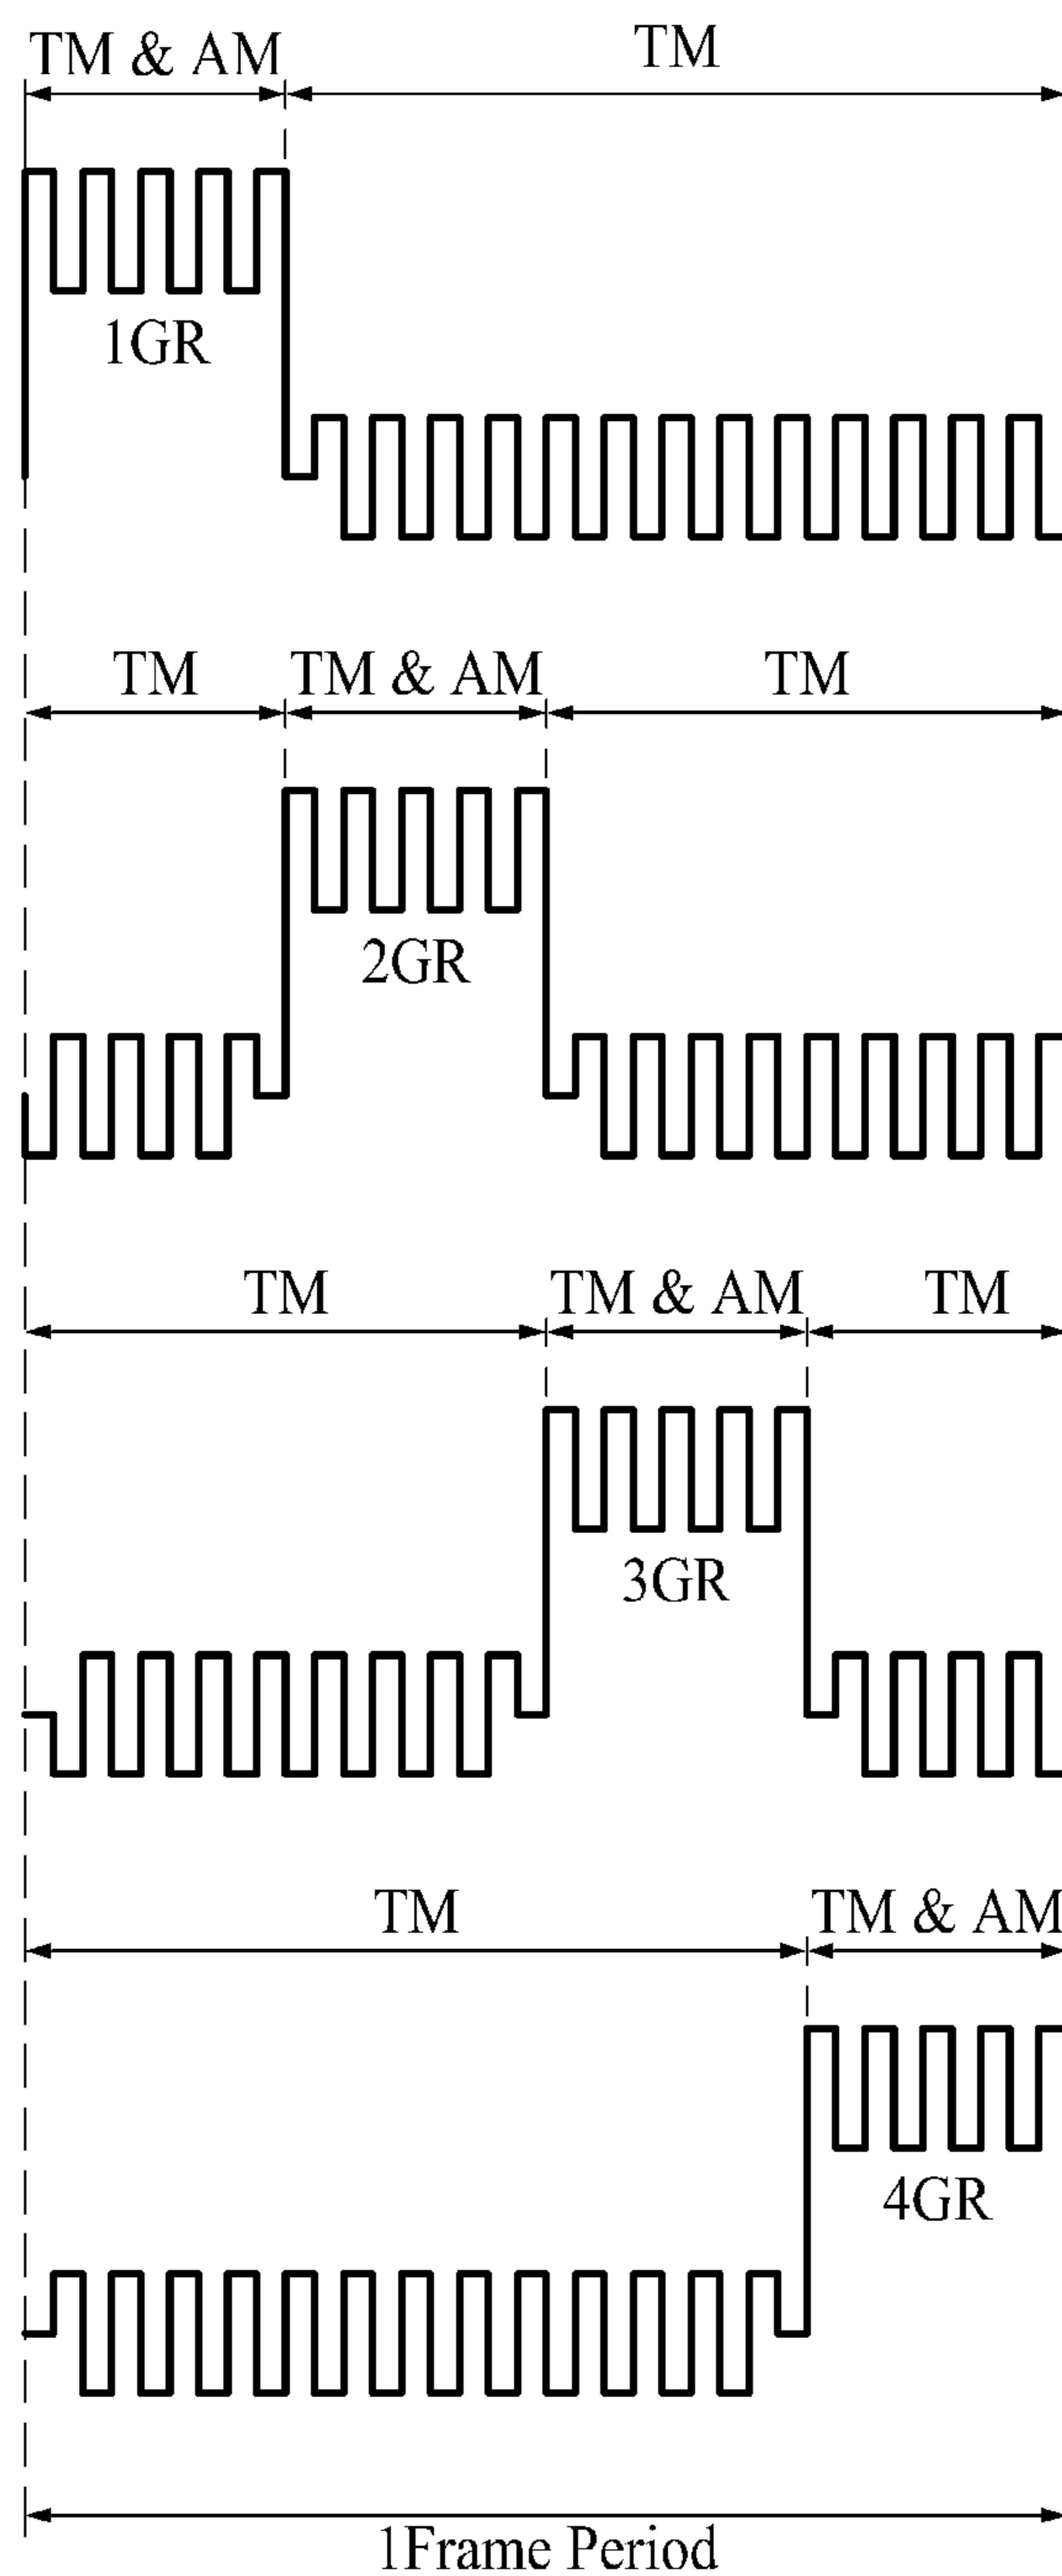 TM & AM TM
1GR
TM TM & AM TM
2GR
TM TM & AM TM
3GR
TM TM & AM
4GR
1Frame Period